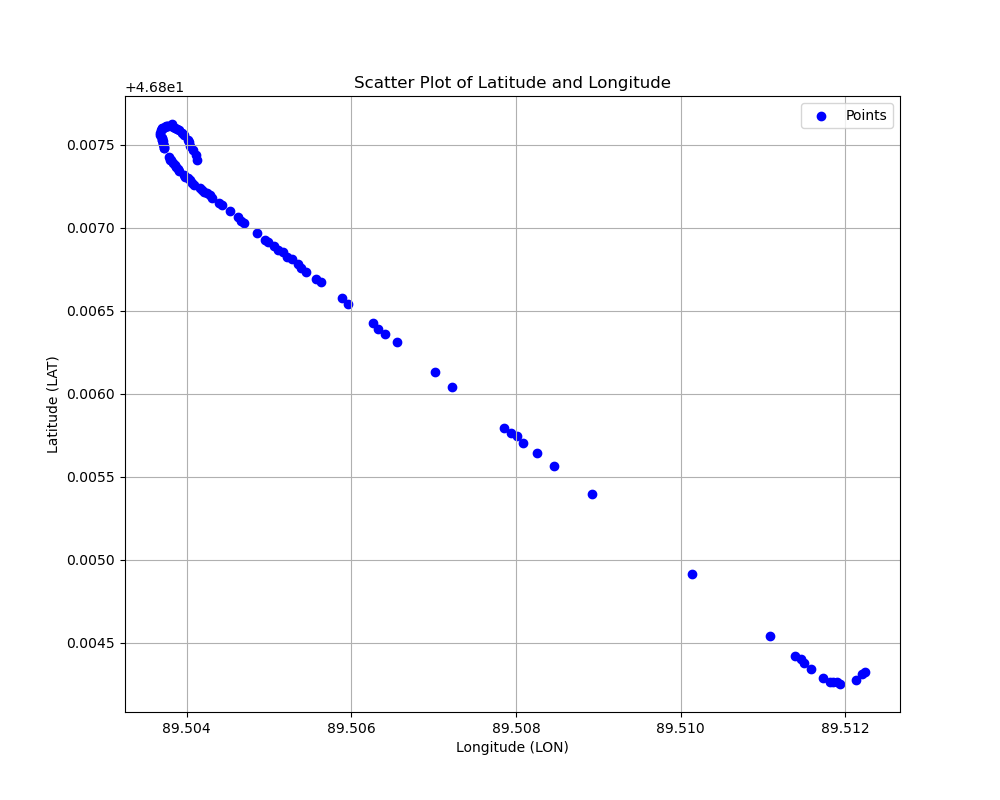 Scatter Plot of Latitude and Longitude
+4.68e1
Points
0.0075
0.0070
0.0065
0.0060
0.0055
0.0050
0.0045
Latitude (LAT)
89.504 89.506 89.508 89.510 89.512
Longitude (LON)